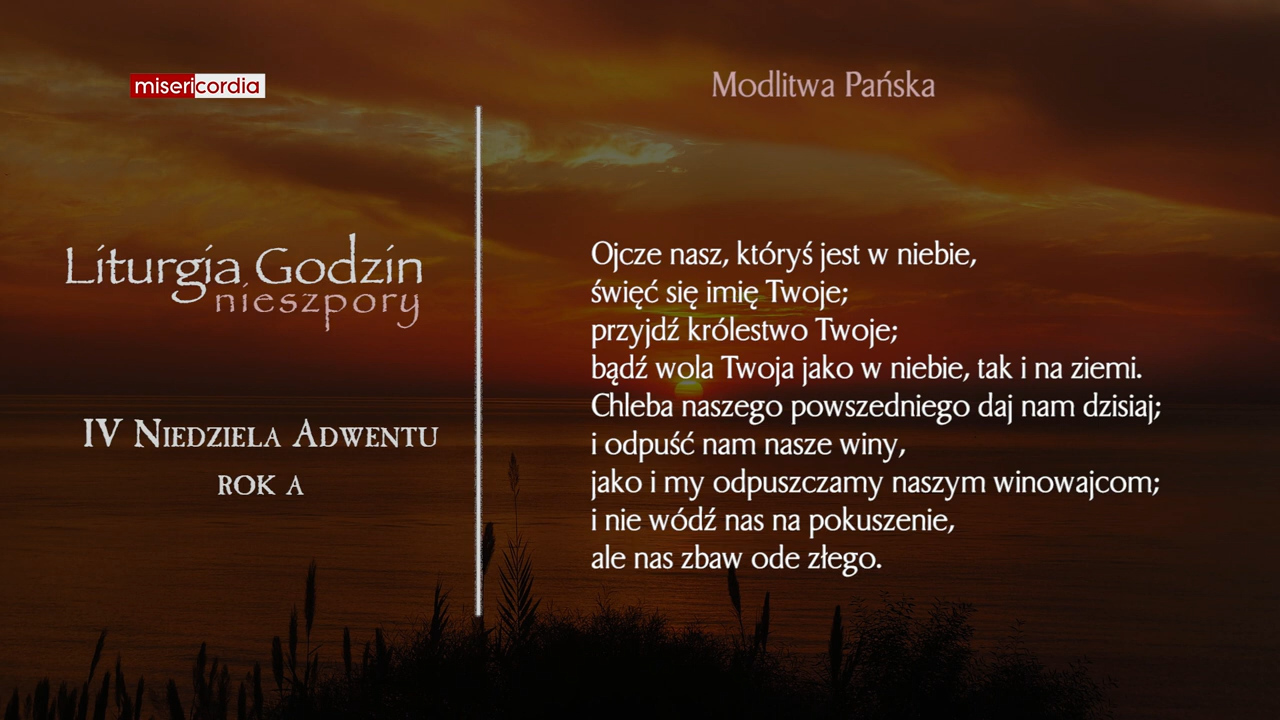 misericordia
Liturgia Godzin
nieszpory
IV Niedziela Adwentu
rok A
Modlitwa Pańska
Ojcze nasz, któryś jest w niebie,
święć się imię Twoje;
przyjdź królestwo Twoje;
bądź wola Twoja jako w niebie, tak i na ziemi.
Chleba naszego powszedniego daj nam dzisiaj;
i odpuść nam nasze winy,
jako i my odpuszczamy naszym winowajcom;
i nie wódź nas na pokuszenie,
ale nas zbaw ode złego.